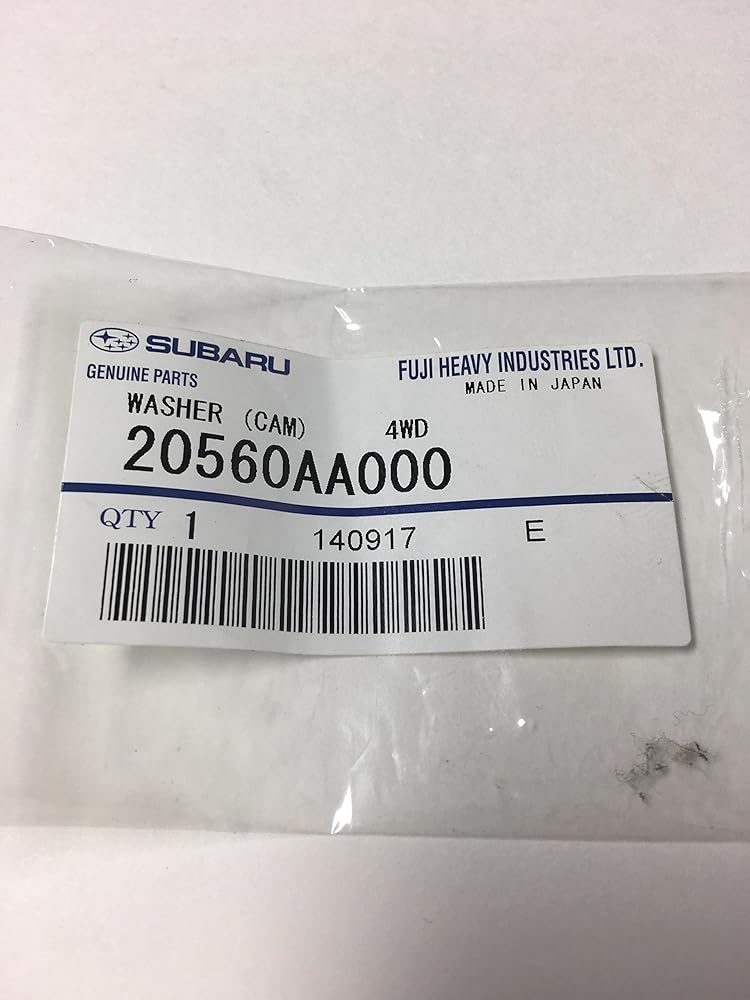 SUBARU
FUJI HEAVY INDUSTRIES LTD.
GENUINE PARTS
MADE IN JAPAN
WASHER (CAM) 4WD
20560AA000
QTY 1 140917 E